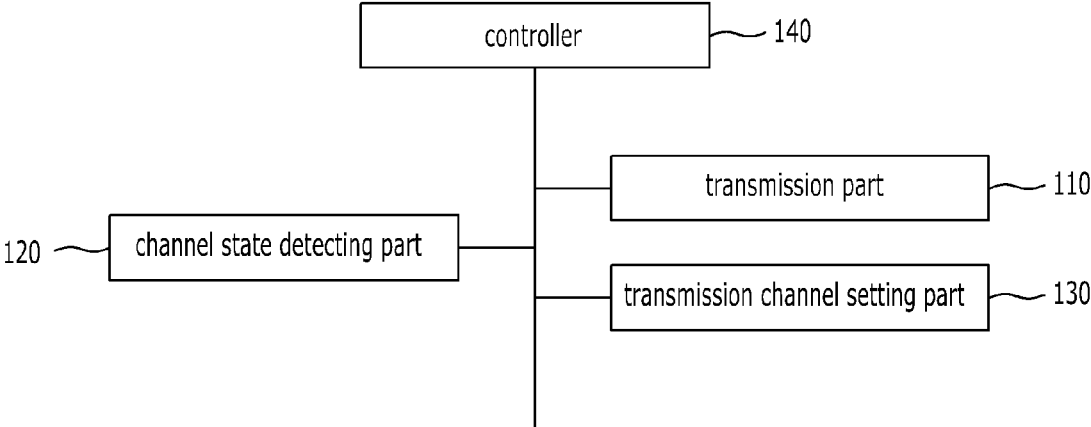 controller
140
transmission part
110
120
channel state detecting part
transmission channel setting part
130